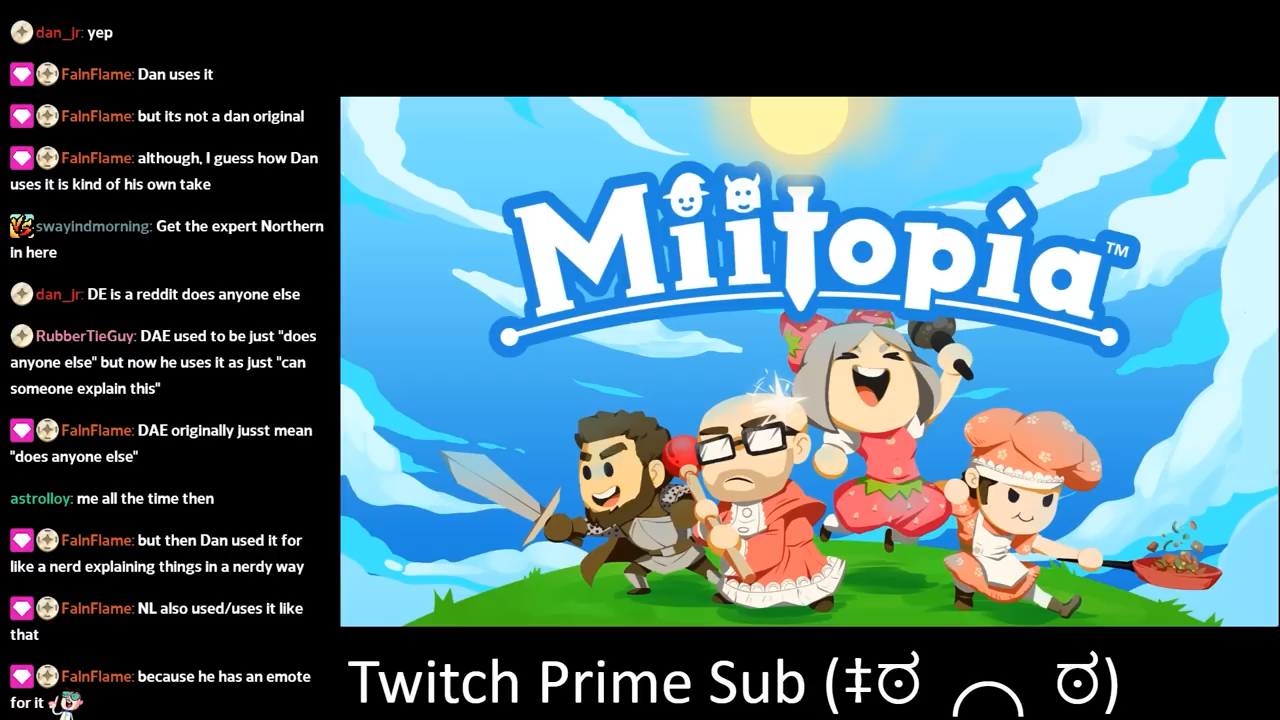 dan_jr: yep
FalnFlame: Dan uses it
FalnFlame: but its not a dan original
FalnFlame: although, I guess how Dan
uses it is kind of his own take
swayindmorning: Get the expert Northern
in here
dan_jr: DE is a reddit does anyone else
RubberTieGuy: DAE used to be just "does
anyone else" but now he uses it as just "can
someone explain this"
FalnFlame: DAE originally jusst mean
"does anyone else"
astrolloy: me all the time then
FalnFlame: but then Dan used it for
like a nerd explaining things in a nerdy way
FalnFlame: NL also used/uses it like
that
FalnFlame: because he has an emote
for it
Miitopia™
Twitch Prime Sub (‡ಠ ⁔ ಠ)